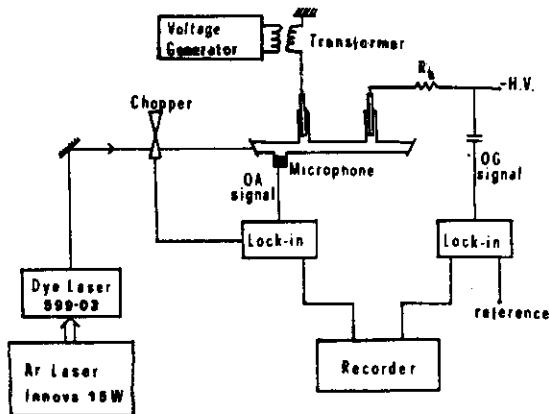 Voltage
Generator
Transformer
Chopper
Rb
-H.V.
OA
signal
Microphone
OG
signal
Lock-in
Lock-in
reference
Dye Laser
599-03
Ar Laser
Innova 15W
Recorder